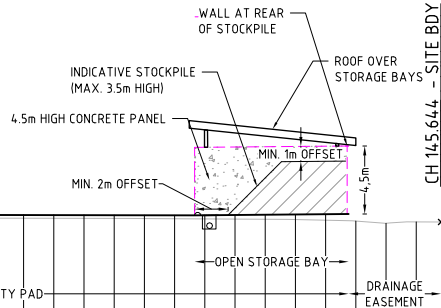 WALL AT REAR
OF STOCKPILE
CH 145.644 - SITE BDY
ROOF OVER
STORAGE BAYS
INDICATIVE STOCKPILE
(MAX. 3.5m HIGH)
4.5m HIGH CONCRETE PANEL
MIN. 1m OFFSET
4,5m
MIN. 2m OFFSET
OPEN STORAGE BAY
TY PAD
DRAINAGE
EASEMENT